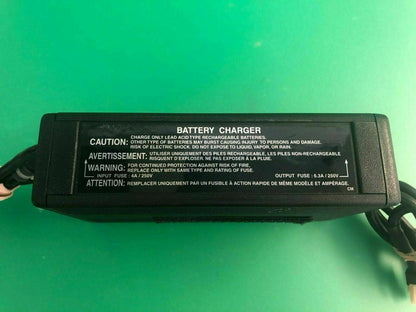 BATTERY CHARGER
CHARGE ONLY LEAD ACID TYPE RECHARGEABLE BATTERIES.
CAUTION: OTHER TYPE OF BATTERIES MAY BURST CAUSING INJURY TO PERSONS AND DAMAGE.
RISK OF ELECTRIC SHOCK. DO NOT EXPOSE TO LIQUID, VAPOR, OR RAIN.
AVERTISSEMENT: UTILISER UNIQUEMENT DES PILES RECHARGEABLE. LES PILES NON-RECHARGEABLE
RISQUENT D'EXPLOSER. NE PAS EXPOSER À LA PLUIE.
WARNING: FOR CONTINUED PROTECTION AGAINST RISK OF FIRE.
REPLACE ONLY WITH SAME TYPE AND RATING OF FUSE.
INPUT FUSE : 4A / 250V OUTPUT FUSE : 6.3A / 250V
ATTENTION: REMPLACER UNIQUEMENT PAR UN FUSIBLE À ACTION RAPIDE DE MÊME MODÈLE ET AMPÉRAGE.